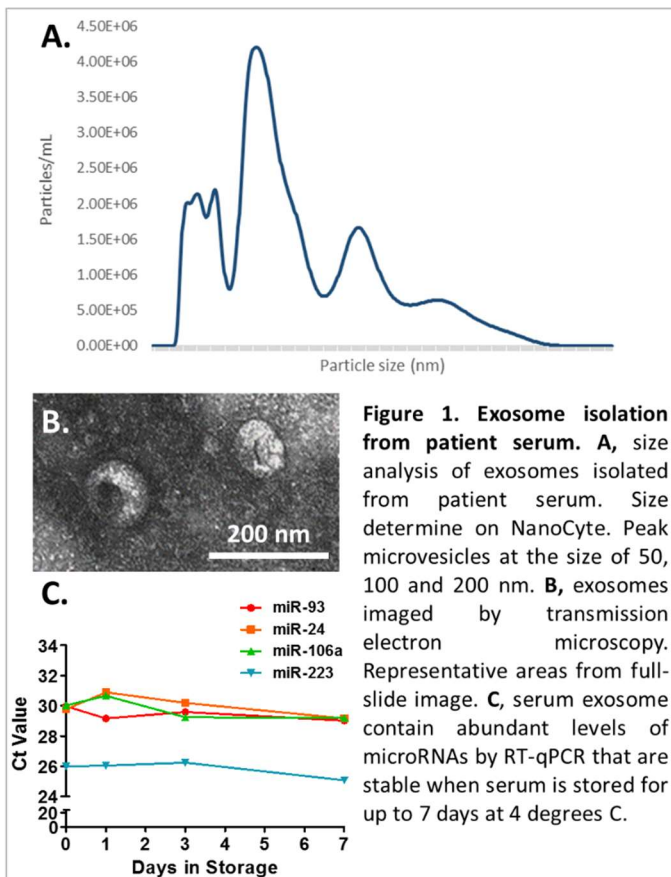 A.
4.50E+06
4.00E+06
3.50E+06
3.00E+06
2.50E+06
2.00E+06
1.50E+06
1.00E+06
5.00E+05
0.00E+00
Particles/mL
Particle size (nm)
B.
200 nm
C.
miR-93
miR-24
miR-106a
miR-223
34
32
30
28
26
24
20
0
Ct Value
0 1 2 3 4 5 6 7
Days in Storage
Figure 1. Exosome isolation
from patient serum. A, size
analysis of exosomes isolated
from patient serum. Size
determine on NanoCyte. Peak
microvesicles at the size of 50,
100 and 200 nm. B, exosomes
imaged by transmission
electron microscopy.
Representative areas from full-
slide image. C, serum exosome
contain abundant levels of
microRNAs by RT-qPCR that are
stable when serum is stored for
up to 7 days at 4 degrees C.